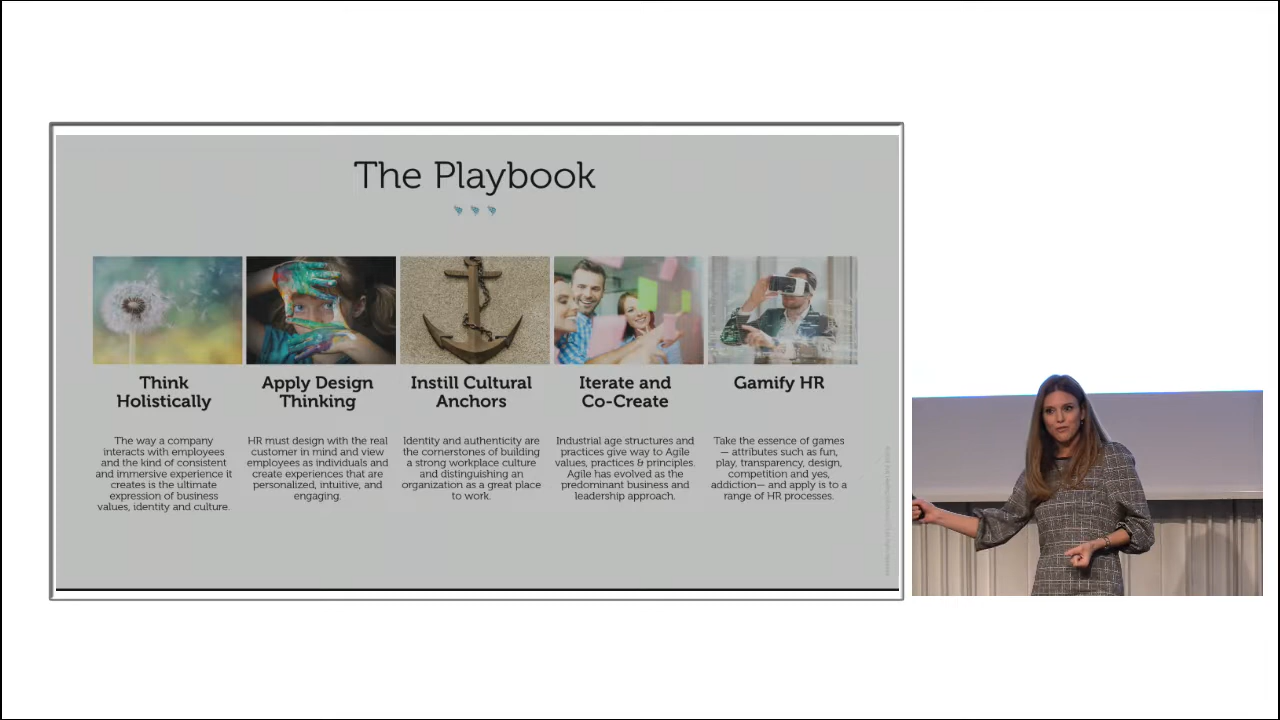 The Playbook
Think
Holistically
The way a company
interacts with employees
and the kind of consistent
and immersive experience it
creates is the ultimate
expression of business
values, identity and culture.
Apply Design
Thinking
HR must design with the real
customer in mind and view
employees as individuals and
create experiences that are
personalized, intuitive, and
engaging.
Instill Cultural
Anchors
Identity and authenticity are
the cornerstones of building
a strong workplace culture
and distinguishing an
organization as a great place
to work.
Iterate and
Co-Create
Industrial age structures and
practices give way to Agile
values, practices & principles.
Agile has evolved as the
predominant business and
leadership approach.
Gamify HR
Take the essence of games
— attributes such as fun,
play, transparency, design,
competition and yes,
addiction— and apply is to a
range of HR processes.